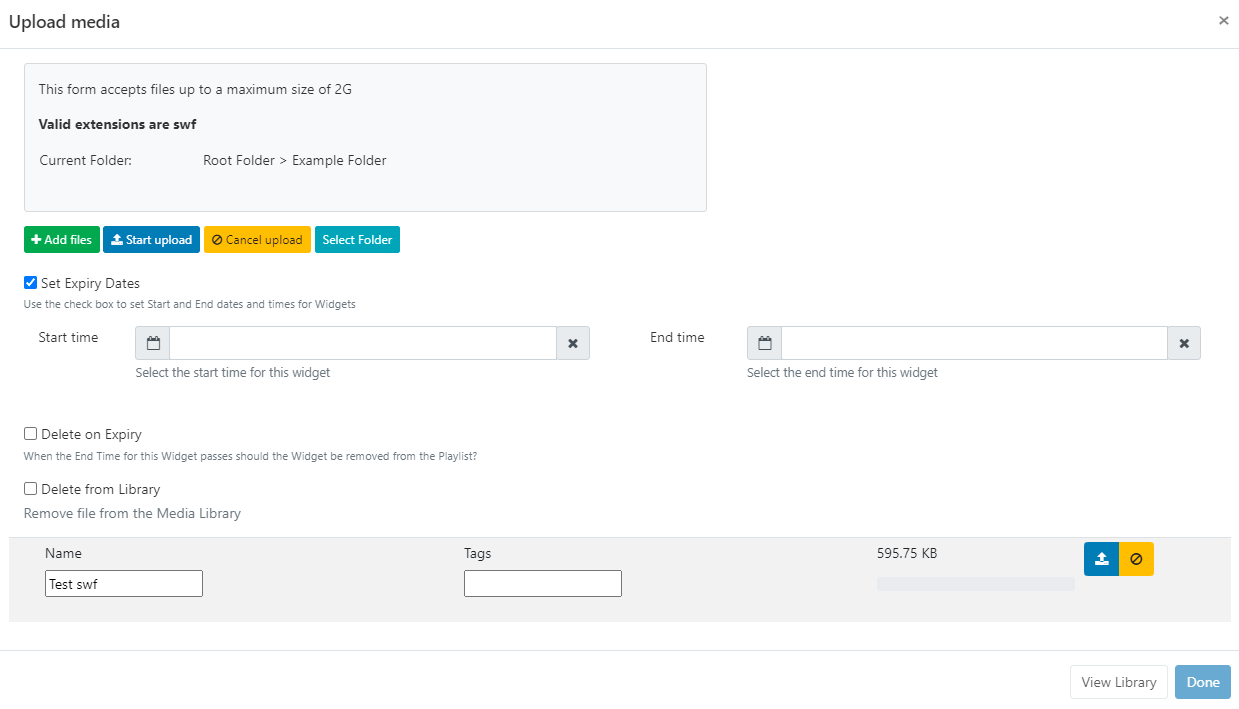 Upload media
This form accepts files up to a maximum size of 2G
Valid extensions are swf
Current Folder: Root Folder > Example Folder
Add files Start upload Cancel upload Select Folder
Set Expiry Dates
Use the check box to set Start and End dates and times for Widgets
Start time End time
Select the start time for this widget Select the end time for this widget
Delete on Expiry
When the End Time for this Widget passes should the Widget be removed from the Playlist?
Delete from Library
Remove file from the Media Library
Name Tags 595.75 KB
Test swf
View Library Done